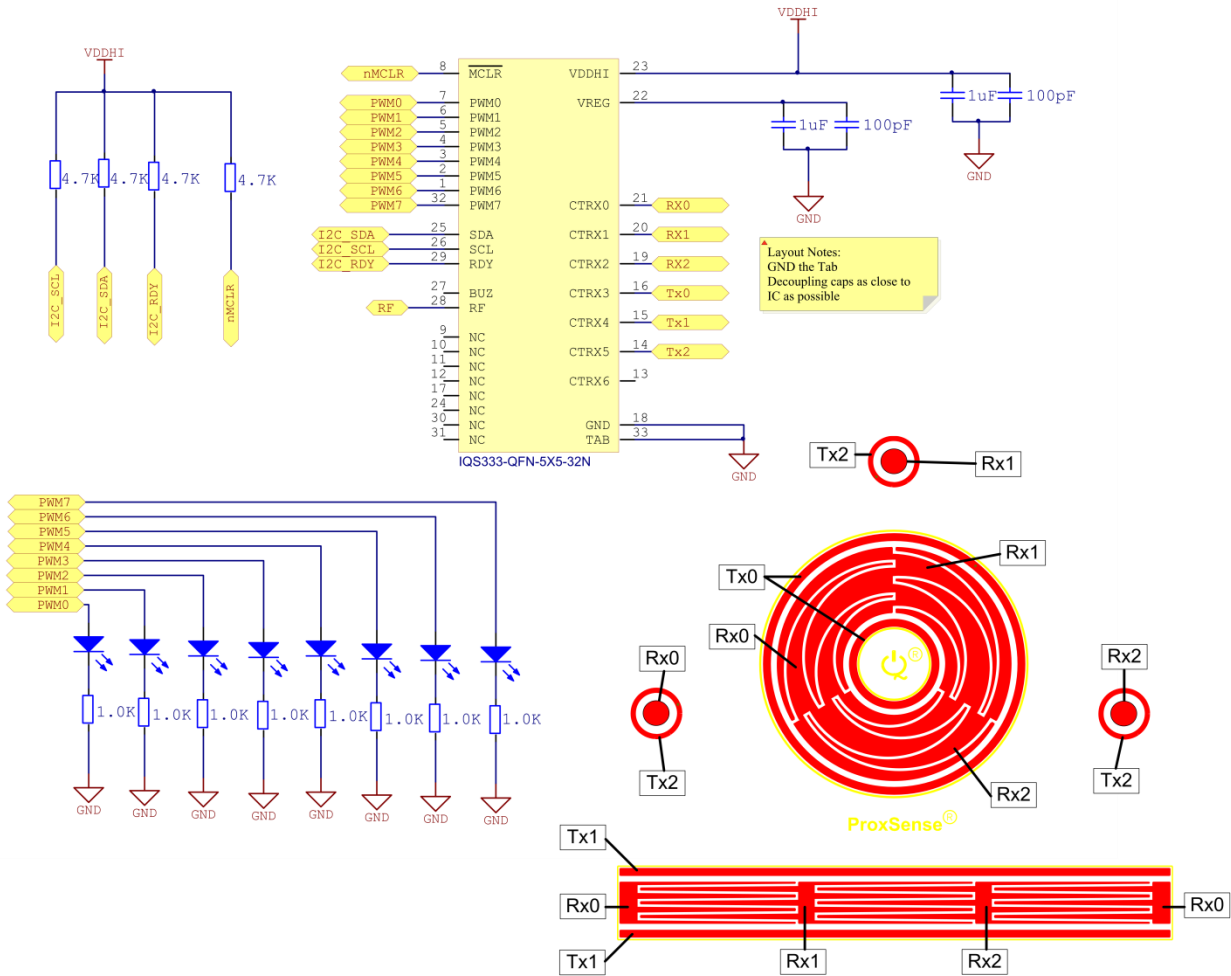 VDDHI
4.7K
4.7K
4.7K
4.7K
I2C_SCL
I2C_SDA
I2C_RDY
nMCLR
nMCLR 8 MCLR
PWM0 7 PWM0
PWM1 6 PWM1
PWM2 5 PWM2
PWM3 4 PWM3
PWM4 3 PWM4
PWM5 2 PWM5
PWM6 1 PWM6
PWM7 32 PWM7
I2C_SDA 25 SDA
I2C_SCL 26 SCL
I2C_RDY 29 RDY
27 BUZ
RF 28 RF
9 NC
10 NC
11 NC
12 NC
17 NC
24 NC
30 NC
31 NC
VDDHI 23
VREG 22
CTRX0 21 RX0
CTRX1 20 RX1
CTRX2 19 RX2
CTRX3 16 Tx0
CTRX4 15 Tx1
CTRX5 14 Tx2
CTRX6 13
GND 18
TAB 33
GND
IQS333-QFN-5X5-32N
VDDHI
1uF 100pF
GND
1uF 100pF
GND
Layout Notes:
GND the Tab
Decoupling caps as close to
IC as possible
PWM7
PWM6
PWM5
PWM4
PWM3
PWM2
PWM1
PWM0
1.0K 1.0K 1.0K 1.0K 1.0K 1.0K 1.0K 1.0K
GND GND GND GND GND GND GND GND
Tx2
Rx1
Rx1
Tx0
Rx0
Rx2
®
Rx0
Tx2
Rx2
Tx2
ProxSense®
Tx1
Rx0
Rx0
Tx1
Rx1
Rx2